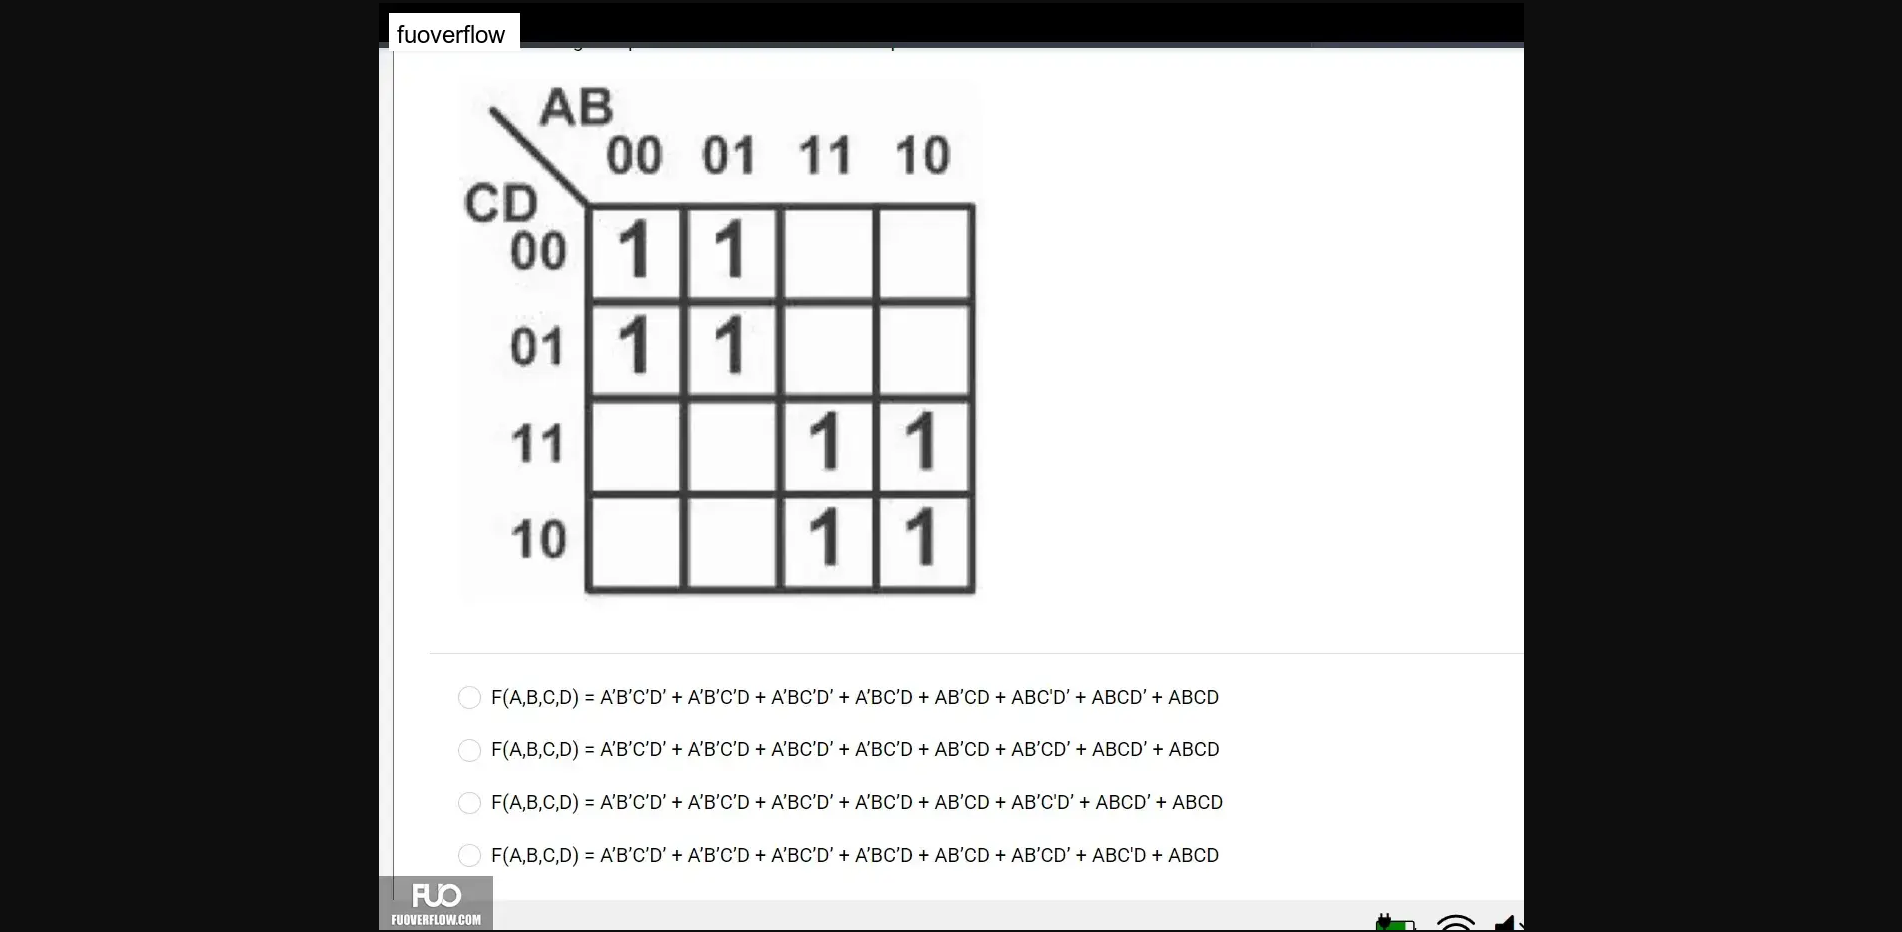 fuoverflow
AB
00 01 11 10
CD
00 1 1
01 1 1
11 1 1
10 1 1
F(A,B,C,D) = A’B’C’D’ + A’B’C’D + A’BC’D’ + A’BC’D + AB’CD + ABC'D’ + ABCD’ + ABCD
F(A,B,C,D) = A’B’C’D’ + A’B’C’D + A’BC’D’ + A’BC’D + AB’CD + AB’CD’ + ABCD’ + ABCD
F(A,B,C,D) = A’B’C’D’ + A’B’C’D + A’BC’D’ + A’BC’D + AB’CD + AB’C'D’ + ABCD’ + ABCD
F(A,B,C,D) = A’B’C’D’ + A’B’C’D + A’BC’D’ + A’BC’D + AB’CD + AB’CD’ + ABC'D + ABCD
FUO
FUOVERFLOW.COM